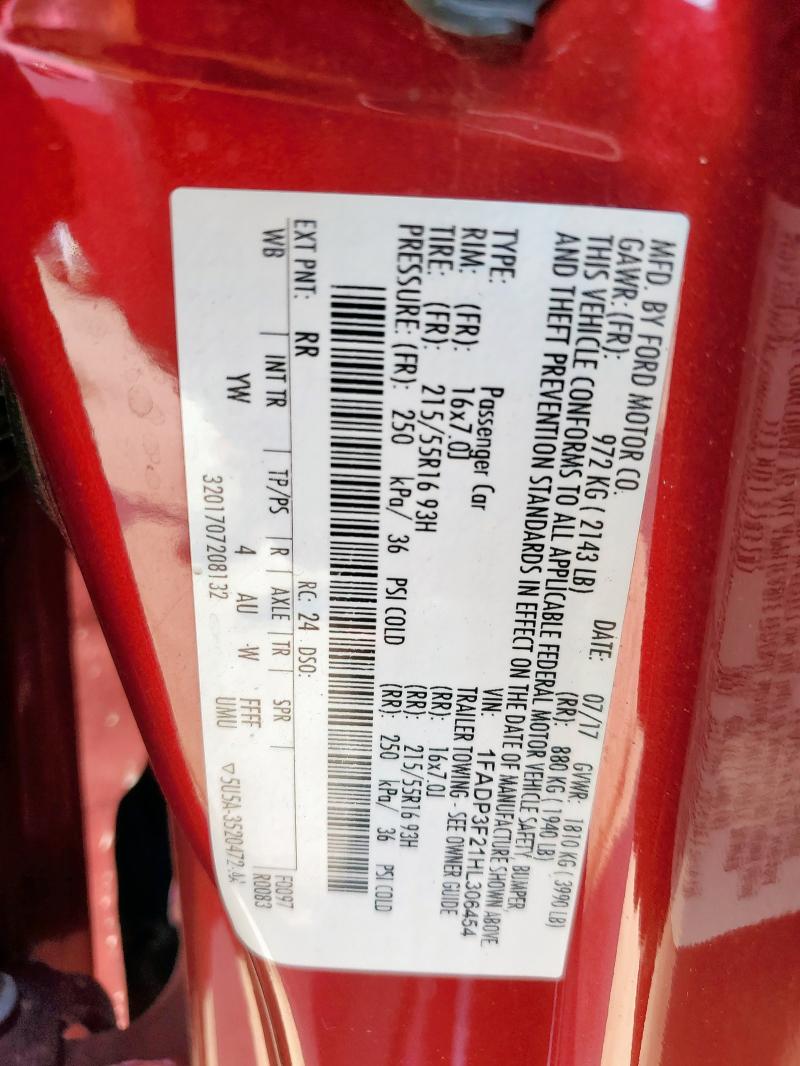 MFD. BY FORD MOTOR CO.
DATE: 07/17 GVWR: 1810 KG ( 3990 LB)
GAWR: (FR): 972 KG ( 2143 LB) (RR): 880 KG ( 1940 LB)
THIS VEHICLE CONFORMS TO ALL APPLICABLE FEDERAL MOTOR VEHICLE SAFETY, BUMPER,
AND THEFT PREVENTION STANDARDS IN EFFECT ON THE DATE OF MANUFACTURE SHOWN ABOVE.
VIN: 1FADP3F21HL306454
TYPE: Passenger Car TRAILER TOWING - SEE OWNER GUIDE
RIM: (FR): 16x7.0J (RR): 16x7.0J
TIRE: (FR): 215/55R16 93H (RR): 215/55R16 93H
PRESSURE: (FR): 250 kPa/ 36 PSI COLD (RR): 250 kPa/ 36 PSI COLD
EXT PNT: RR RC: 24 DSO: F0097
WB INT TR TP/PS R AXLE TR SPR R0083
YW 4 AU W FFFF
UMU
3201707208132 ▽5U5A-3520472-AA